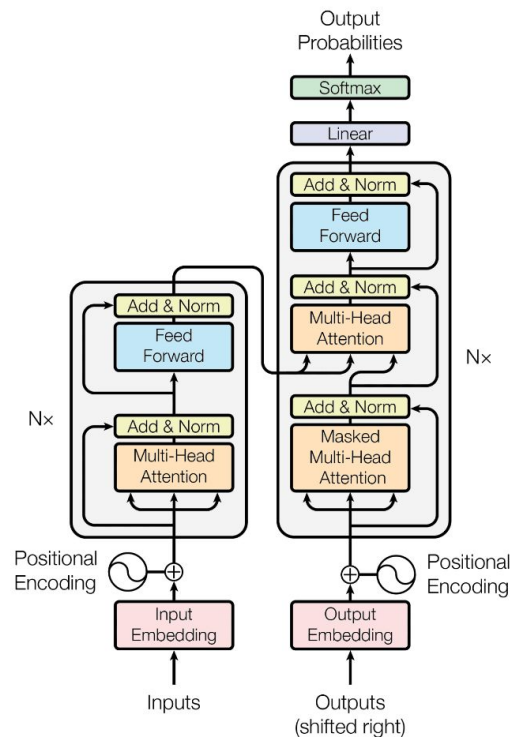 Output
Probabilities
Softmax
Linear
Add & Norm
Feed
Forward
Add & Norm
Multi-Head
Attention
Add & Norm
Masked
Multi-Head
Attention
Nx
Add & Norm
Feed
Forward
Add & Norm
Multi-Head
Attention
Nx
Positional
Encoding
Positional
Encoding
Input
Embedding
Output
Embedding
Inputs
Outputs
(shifted right)